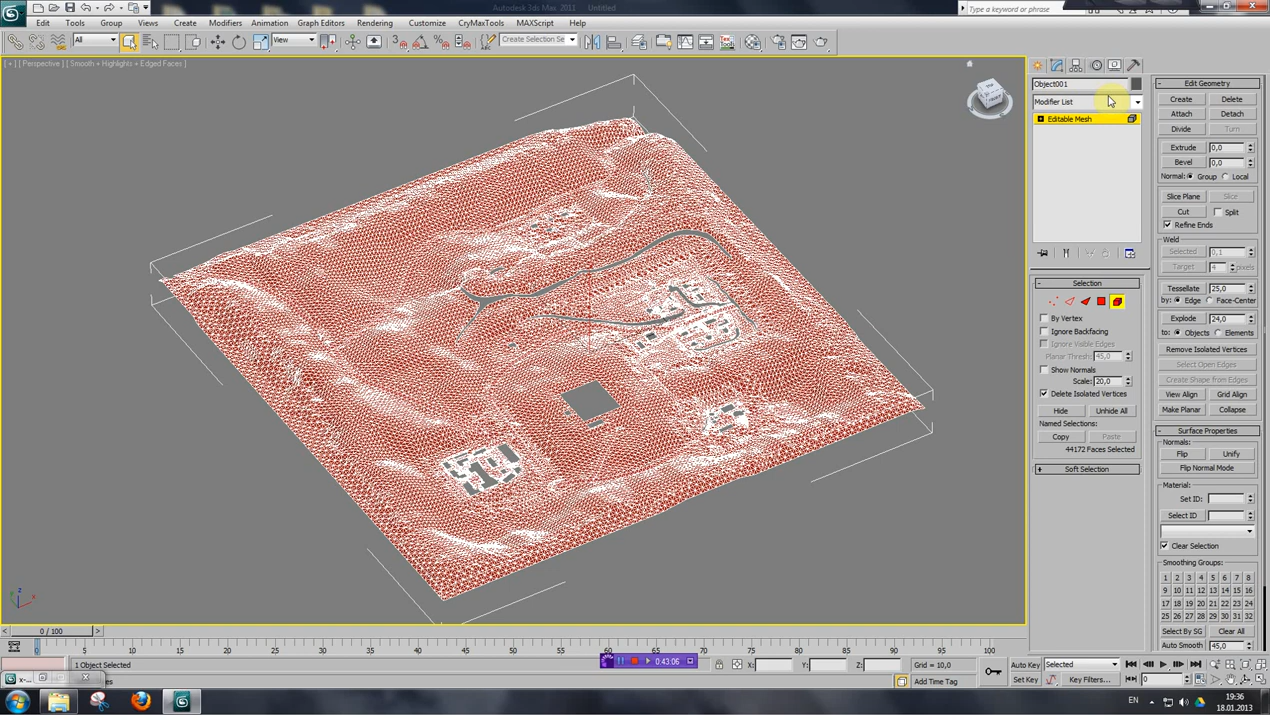 Autodesk 3ds Max 2011 Untitled
Type a keyword or phrase
Edit Tools Group Views Create Modifiers Animation Graph Editors Rendering Customize CryMaxTools MAXScript Help
All View Create Selection Se
[ + ] [ Perspective ] [ Smooth + Highlights + Edged Faces ]
Object001
Modifier List
Editable Mesh
Selection
By Vertex
Ignore Backfacing
Ignore Visible Edges
Planar Thresh: 45,0
Show Normals
Scale: 20,0
Delete Isolated Vertices
Hide Unhide All
Named Selections:
Copy Paste
44172 Faces Selected
Soft Selection
Edit Geometry
Create Delete
Attach Detach
Divide Turn
Extrude 0,0
Bevel 0,0
Normal: Group Local
Slice Plane Slice
Cut Split
Refine Ends
Weld
Selected 0,1
Target 4 pixels
Tessellate 25,0
by: Edge Face-Center
Explode 24,0
to: Objects Elements
Remove Isolated Vertices
Select Open Edges
Create Shape from Edges
View Align Grid Align
Make Planar Collapse
Surface Properties
Normals:
Flip Unify
Flip Normal Mode
Material:
Set ID:
Select ID
Clear Selection
Smoothing Groups:
1 2 3 4 5 6 7 8
9 10 11 12 13 14 15 16
17 18 19 20 21 22 23 24
25 26 27 28 29 30 31 32
Select By SG Clear All
Auto Smooth 45,0
z x
0 / 100
0 5 10 15 20 25 30 35 40 45 50 55 60 65 70 75 80 85 90 95 100
1 Object Selected 0:43:06 X: Y: Z: Grid = 10,0 Auto Key Selected
Add Time Tag Set Key Key Filters... 0
EN 19:36
18.01.2013